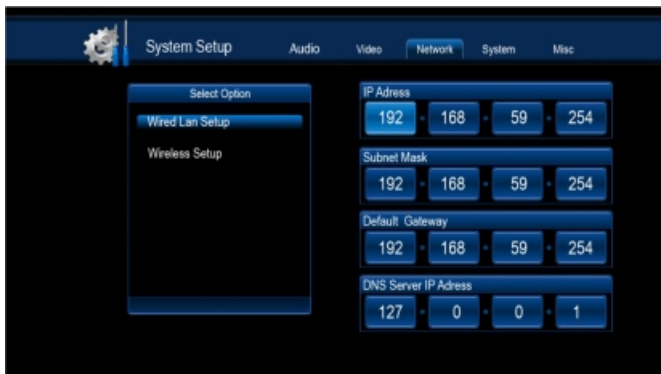 System Setup Audio Video Network System Misc
Select Option
Wired Lan Setup
Wireless Setup
IP Adress
192 168 59 254
Subnet Mask
192 168 59 254
Default Gateway
192 168 59 254
DNS Server IP Adress
127 0 0 1